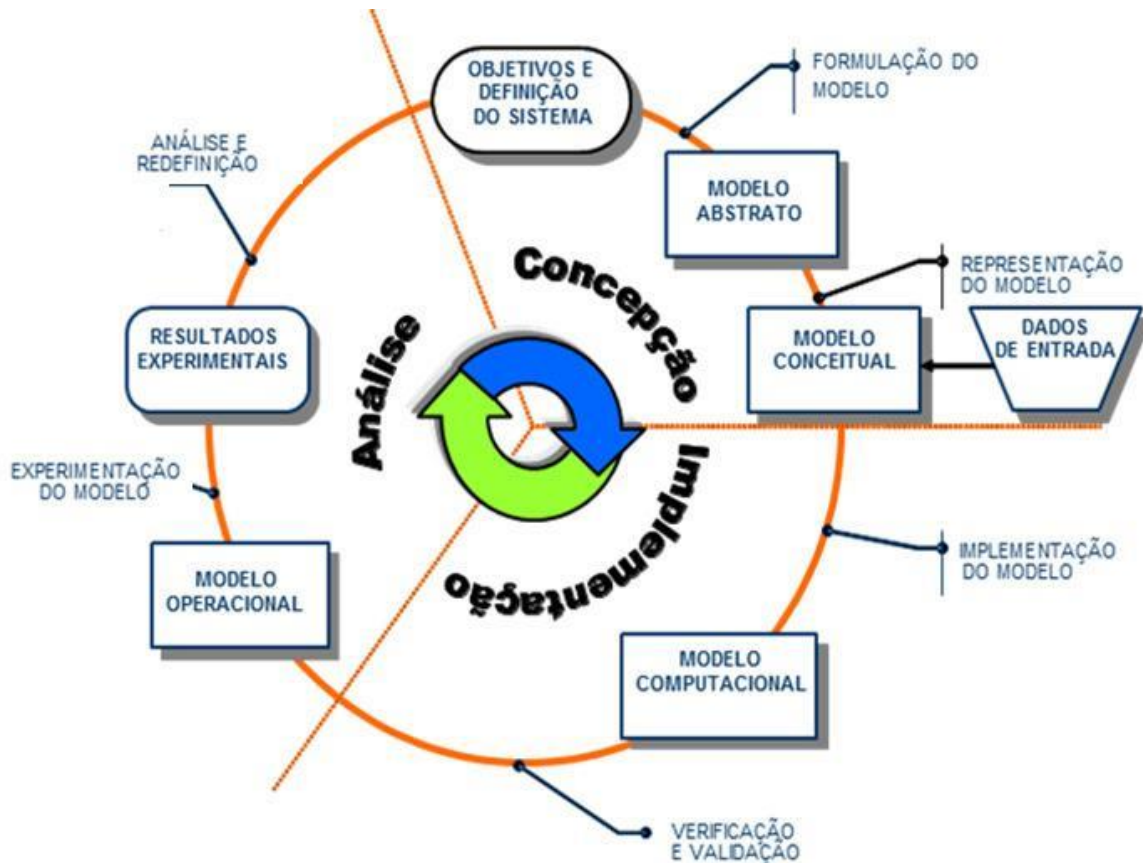 OBJETIVOS E
DEFINIÇÃO
DO SISTEMA
FORMULAÇÃO DO
MODELO
MODELO
ABSTRATO
REPRESENTAÇÃO
DO MODELO
MODELO
CONCEITUAL
DADOS
DE ENTRADA
IMPLEMENTAÇÃO
DO MODELO
MODELO
COMPUTACIONAL
VERIFICAÇÃO
E VALIDAÇÃO
MODELO
OPERACIONAL
EXPERIMENTAÇÃO
DO MODELO
RESULTADOS
EXPERIMENTAIS
ANÁLISE E
REDEFINIÇÃO
Concepção
Implementação
Análise